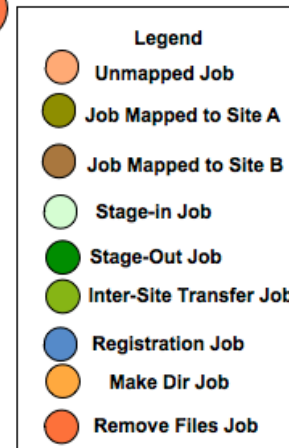 Legend
Unmapped Job
Job Mapped to Site A
Job Mapped to Site B
Stage-in Job
Stage-Out Job
Inter-Site Transfer Job
Registration Job
Make Dir Job
Remove Files Job